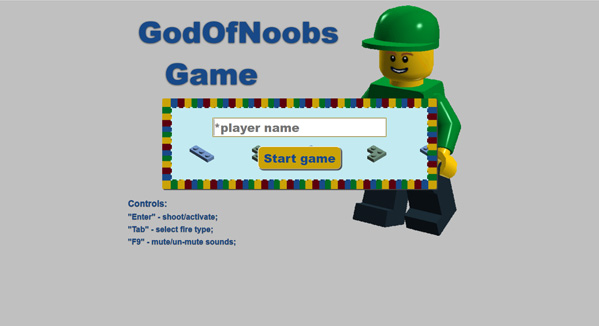 GodOfNoobs
Game
*player name
Start game
Controls:
"Enter" - shoot/activate;
"Tab" - select fire type;
"F9" - mute/un-mute sounds;